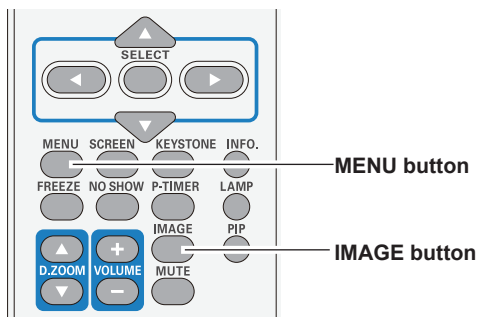 SELECT
MENU SCREEN KEYSTONE INFO.
MENU button
FREEZE NO SHOW P-TIMER LAMP
IMAGE PIP
IMAGE button
D.ZOOM VOLUME MUTE